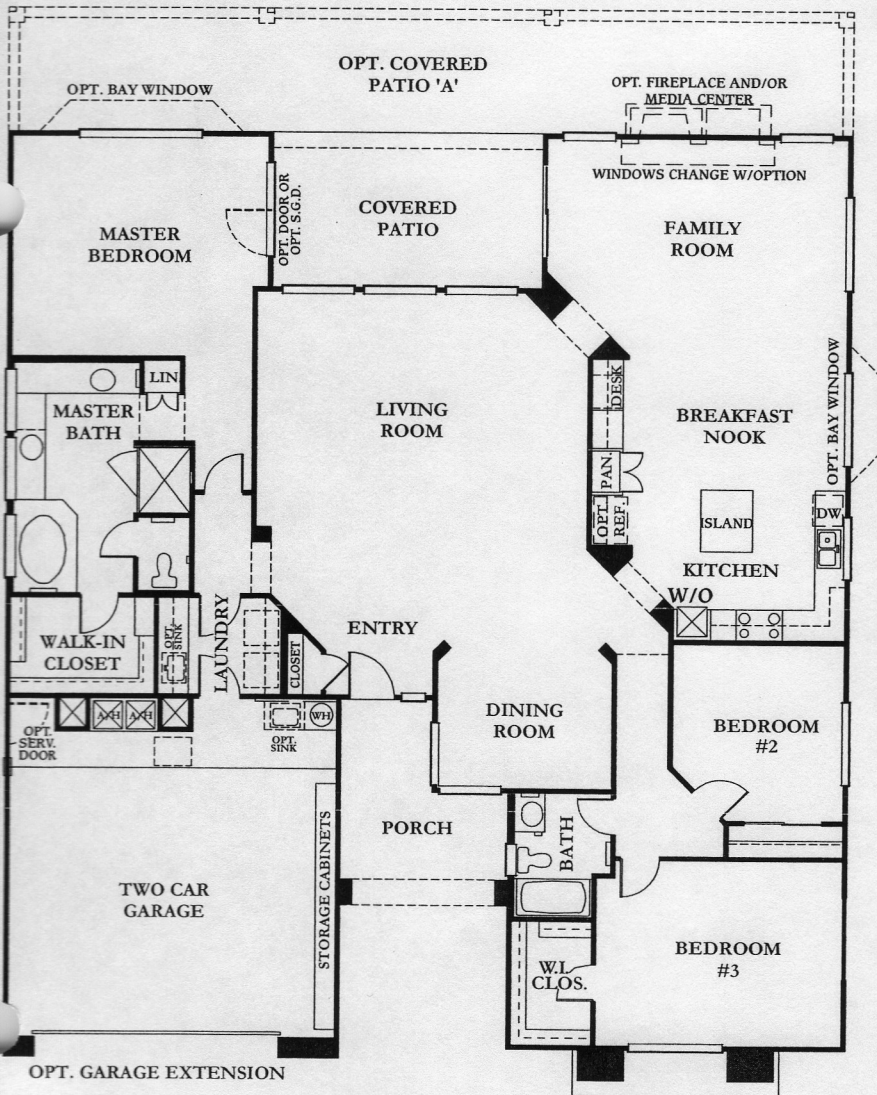 OPT. COVERED
PATIO 'A'
OPT. BAY WINDOW
OPT. FIREPLACE AND/OR
MEDIA CENTER
WINDOWS CHANGE W/OPTION
OPT. DOOR OR
OPT. S.G.D.
COVERED
PATIO
MASTER
BEDROOM
FAMILY
ROOM
LIN.
MASTER
BATH
LIVING
ROOM
DESK
BREAKFAST
NOOK
OPT. BAY WINDOW
PAN.
OPT.
REF.
ISLAND
DW
KITCHEN
W/O
WALK-IN
CLOSET
OPT.
SINK
LAUNDRY
CLOSET
ENTRY
A/H
A/H
OPT.
SERV.
DOOR
OPT.
SINK
WH
DINING
ROOM
BEDROOM
#2
PORCH
BATH
TWO CAR
GARAGE
STORAGE CABINETS
W.I.
CLOS.
BEDROOM
#3
OPT. GARAGE EXTENSION